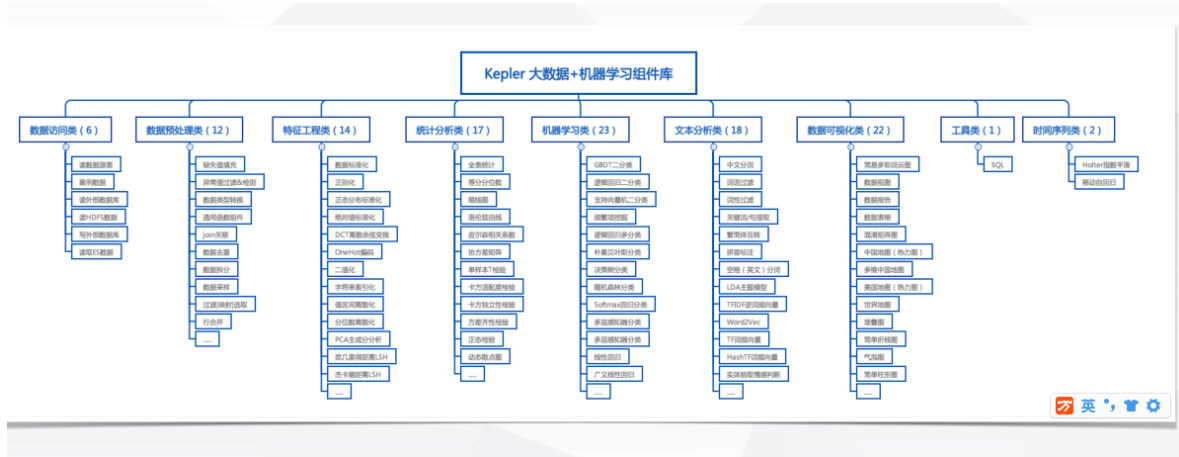 Kepler 大数据+机器学习组件库
数据访问类（6）
读数据源表
案例数据
读外部数据库
读HDFS数据
写外部数据库
读取ES数据
数据预处理类（12）
缺失值填充
异常值过滤&检测
数据类型转换
通用函数组件
join关联
数据去重
数据拆分
数据采样
过滤|映射|选取
行合并
....
特征工程类（14）
数据标准化
正则化
正态分布标准化
绝对值标准化
DCT离散余弦变换
OneHot编码
二值化
字符串索引化
值区间离散化
分位数离散化
PCA主成分分析
欧几里得距离LSH
杰卡德距离LSH
....
统计分析类（17）
全表统计
等分分位数
箱线图
洛伦兹曲线
皮尔森相关系数
协方差矩阵
单样本T检验
卡方适配度检验
卡方独立性检验
方差齐性检验
正态检验
动态散点图
....
机器学习类（23）
GBDT二分类
逻辑回归二分类
支持向量机二分类
频繁项挖掘
逻辑回归多分类
朴素贝叶斯分类
决策树分类
随机森林分类
Softmax回归分类
多层感知器分类
多层感知器分类
线性回归
广义线性回归
....
文本分析类（18）
中文分词
词语过滤
词性过滤
关键词/句提取
繁简体互转
拼音标注
空格（英文）分词
LDA主题模型
TFIDF逆词频向量
Word2Vec
TF词频向量
HashTF词频向量
实体抽取情感判断
....
数据可视化类（22）
简易多彩词云图
数据视图
数据报告
数据表格
混淆矩阵图
中国地图（热力图）
多维中国地图
美国地图（热力图）
世界地图
堆叠图
简单折线图
气泡图
简单柱形图
....
工具类（1）
SQL
时间序列类（2）
Holter指数平滑
移动自回归
万 英